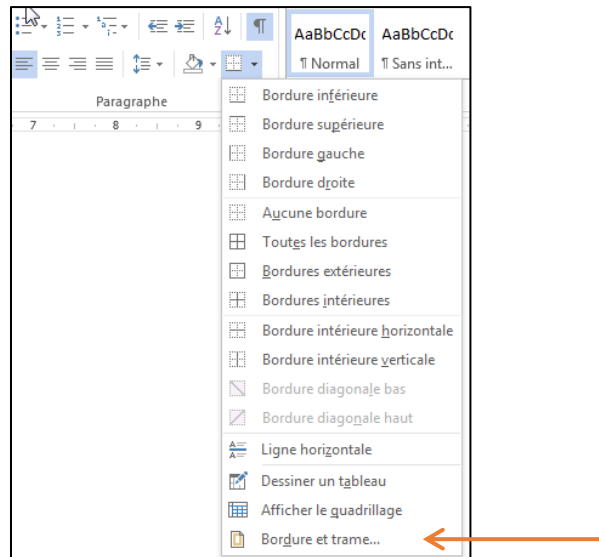 AaBbCcDc AaBbCcDc
¶ Normal ¶ Sans int...
Paragraphe
7 8 9
Bordure inférieure
Bordure supérieure
Bordure gauche
Bordure droite
Aucune bordure
Toutes les bordures
Bordures extérieures
Bordures intérieures
Bordure intérieure horizontale
Bordure intérieure verticale
Bordure diagonale bas
Bordure diagonale haut
Ligne horizontale
Dessiner un tableau
Afficher le quadrillage
Bordure et trame...